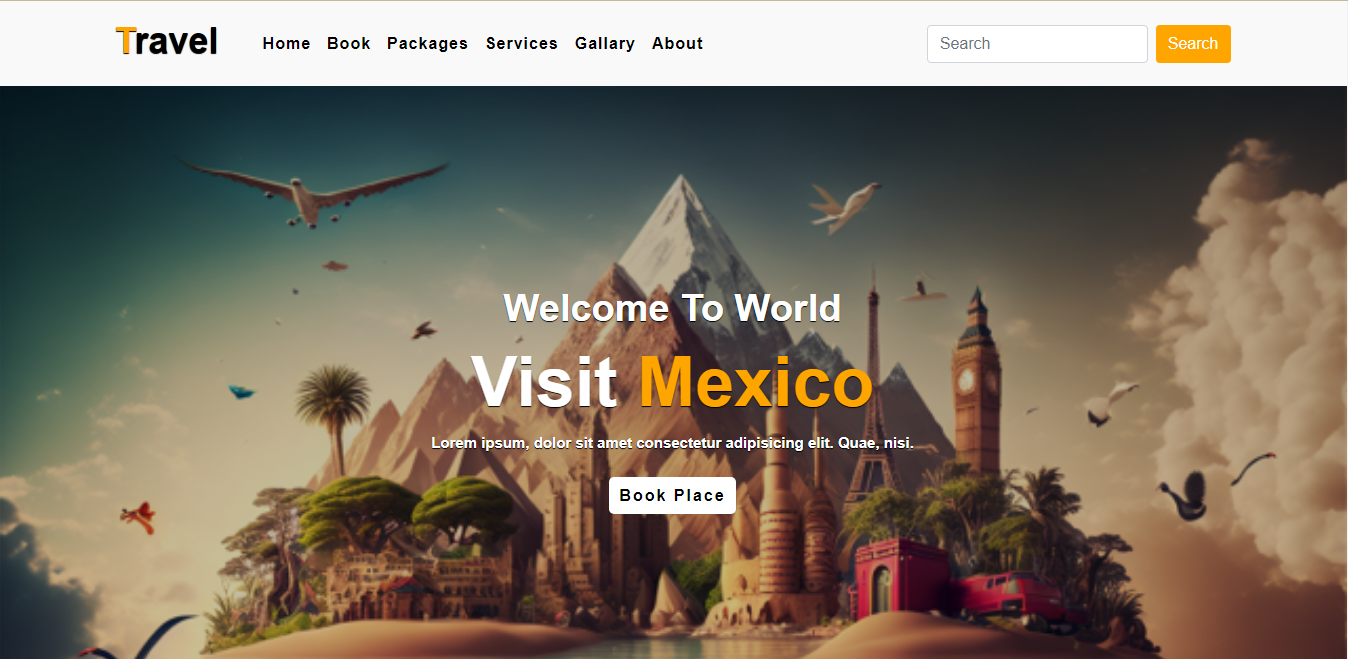 Travel Home Book Packages Services Gallary About Search Search
Welcome To World
Visit Mexico
Lorem ipsum, dolor sit amet consectetur adipisicing elit. Quae, nisi.
Book Place